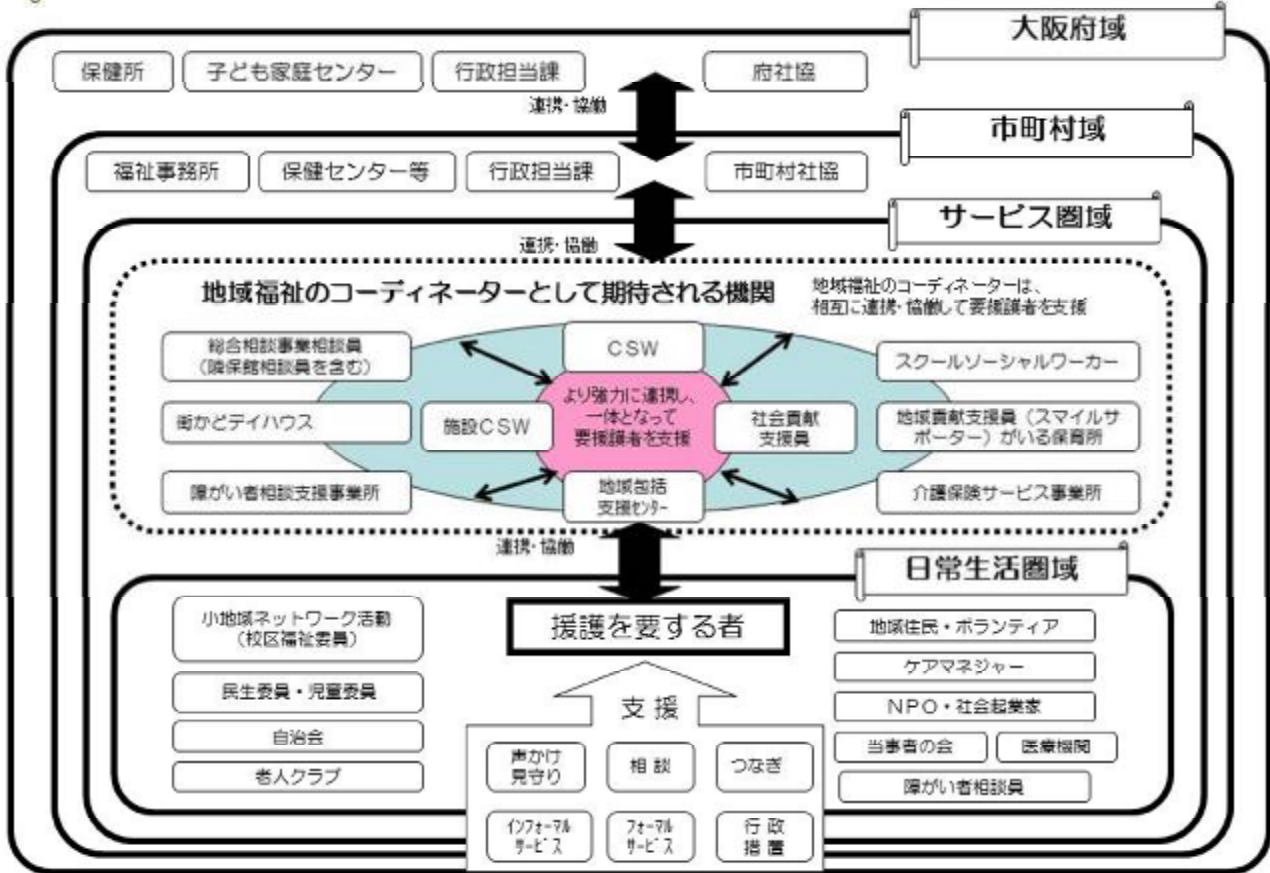 大阪府域
保健所
子ども家庭センター
行政担当課
府社協
連携・協働
市町村域
福祉事務所
保健センター等
行政担当課
市町村社協
サービス圏域
連携・協働
地域福祉のコーディネーターとして期待される機関
地域福祉のコーディネーターは、
相互に連携・協働して要援護者を支援
総合相談事業相談員
(隣保館相談員を含む)
CSW
スクールソーシャルワーカー
より強力に連携し、
一体となって
要援護者を支援
街かどデイハウス
施設CSW
社会貢献
支援員
地域貢献支援員(スマイルサ
ポーター)がいる保育所
障がい者相談支援事業所
地域包括
支援センター
介護保険サービス事業所
連携・協働
日常生活圏域
小地域ネットワーク活動
(校区福祉委員)
援護を要する者
地域住民・ボランティア
民生委員・児童委員
ケアマネジャー
支援
NPO・社会起業家
自治会
当事者の会
医療機関
老人クラブ
障がい者相談員
声かけ
見守り
相談
つなぎ
インフォーマル
サービス
フォーマル
サービス
行政
措置